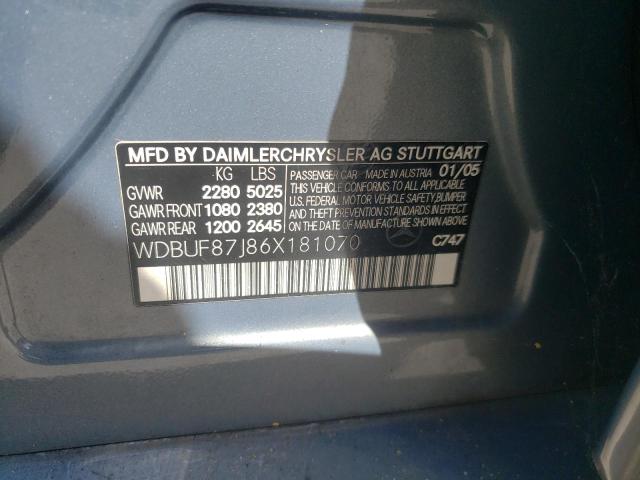 MFD BY DAIMLERCHRYSLER AG STUTTGART
KG LBS
GVWR 2280 5025
GAWR FRONT 1080 2380
GAWR REAR 1200 2645
PASSENGER CAR MADE IN AUSTRIA 01/05
THIS VEHICLE CONFORMS TO ALL APPLICABLE
U.S. FEDERAL MOTOR VEHICLE SAFETY, BUMPER
AND THEFT PREVENTION STANDARDS IN EFFECT
ON THE DATE OF MANUFACTURE SHOWN ABOVE.
WDBUF87J86X181070 C747